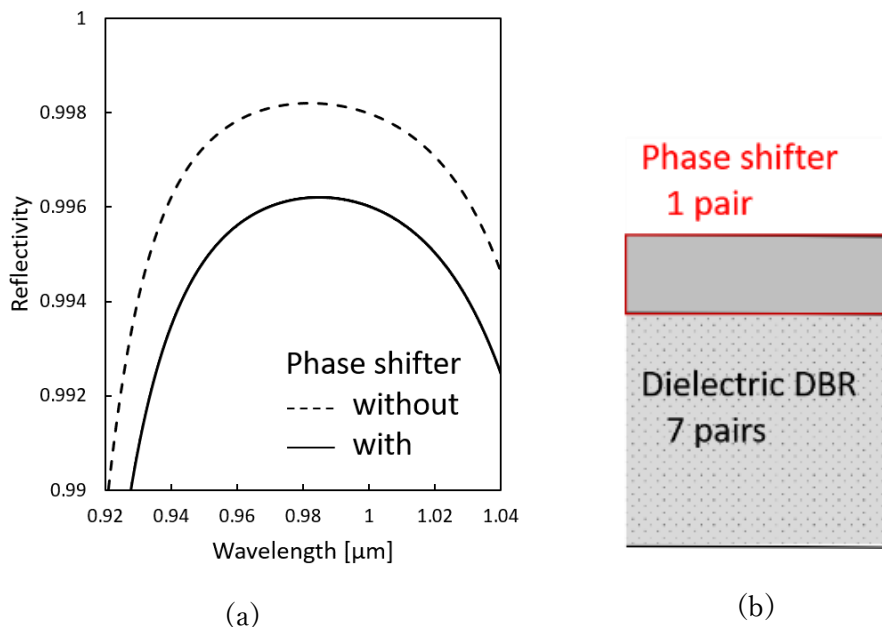 1
0.998
0.996
0.994
0.992
0.99
Reflectivity
0.92
0.94
0.96
0.98
1
1.02
1.04
Wavelength [μm]
Phase shifter
without
with
(a)
Phase shifter
1 pair
Dielectric DBR
7 pairs
(b)